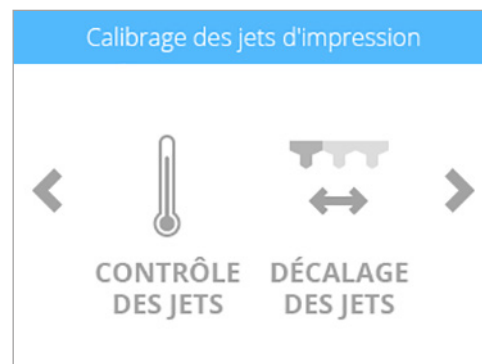 Calibrage des jets d'impression
CONTRÔLE
DES JETS
DÉCALAGE
DES JETS